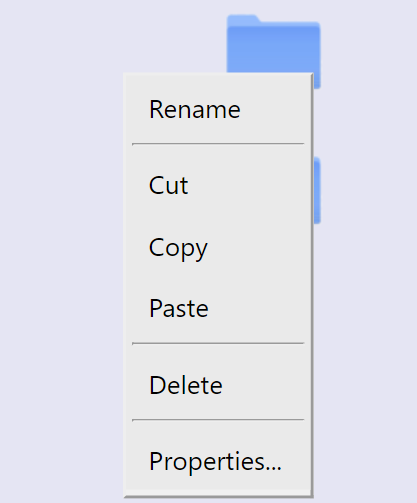 Rename
Cut
Copy
Paste
Delete
Properties...